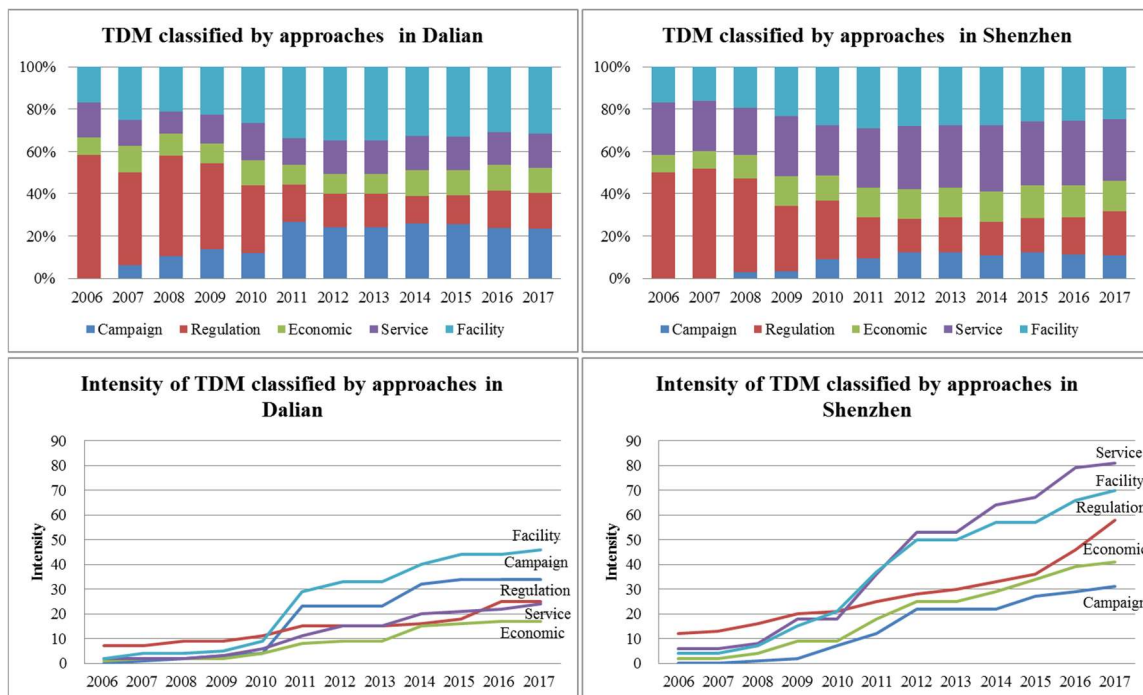 TDM classified by approaches in Dalian
100%
80%
60%
40%
20%
0%
2006 2007 2008 2009 2010 2011 2012 2013 2014 2015 2016 2017
Campaign Regulation Economic Service Facility
TDM classified by approaches in Shenzhen
100%
80%
60%
40%
20%
0%
2006 2007 2008 2009 2010 2011 2012 2013 2014 2015 2016 2017
Campaign Regulation Economic Service Facility
Intensity of TDM classified by approaches in
Dalian
Intensity
90
80
70
60
50
40
30
20
10
0
Facility
Campaign
Regulation
Service
Economic
2006 2007 2008 2009 2010 2011 2012 2013 2014 2015 2016 2017
Intensity of TDM classified by approaches in
Shenzhen
Intensity
90
80
70
60
50
40
30
20
10
0
Service
Facility
Regulation
Economic
Campaign
2006 2007 2008 2009 2010 2011 2012 2013 2014 2015 2016 2017